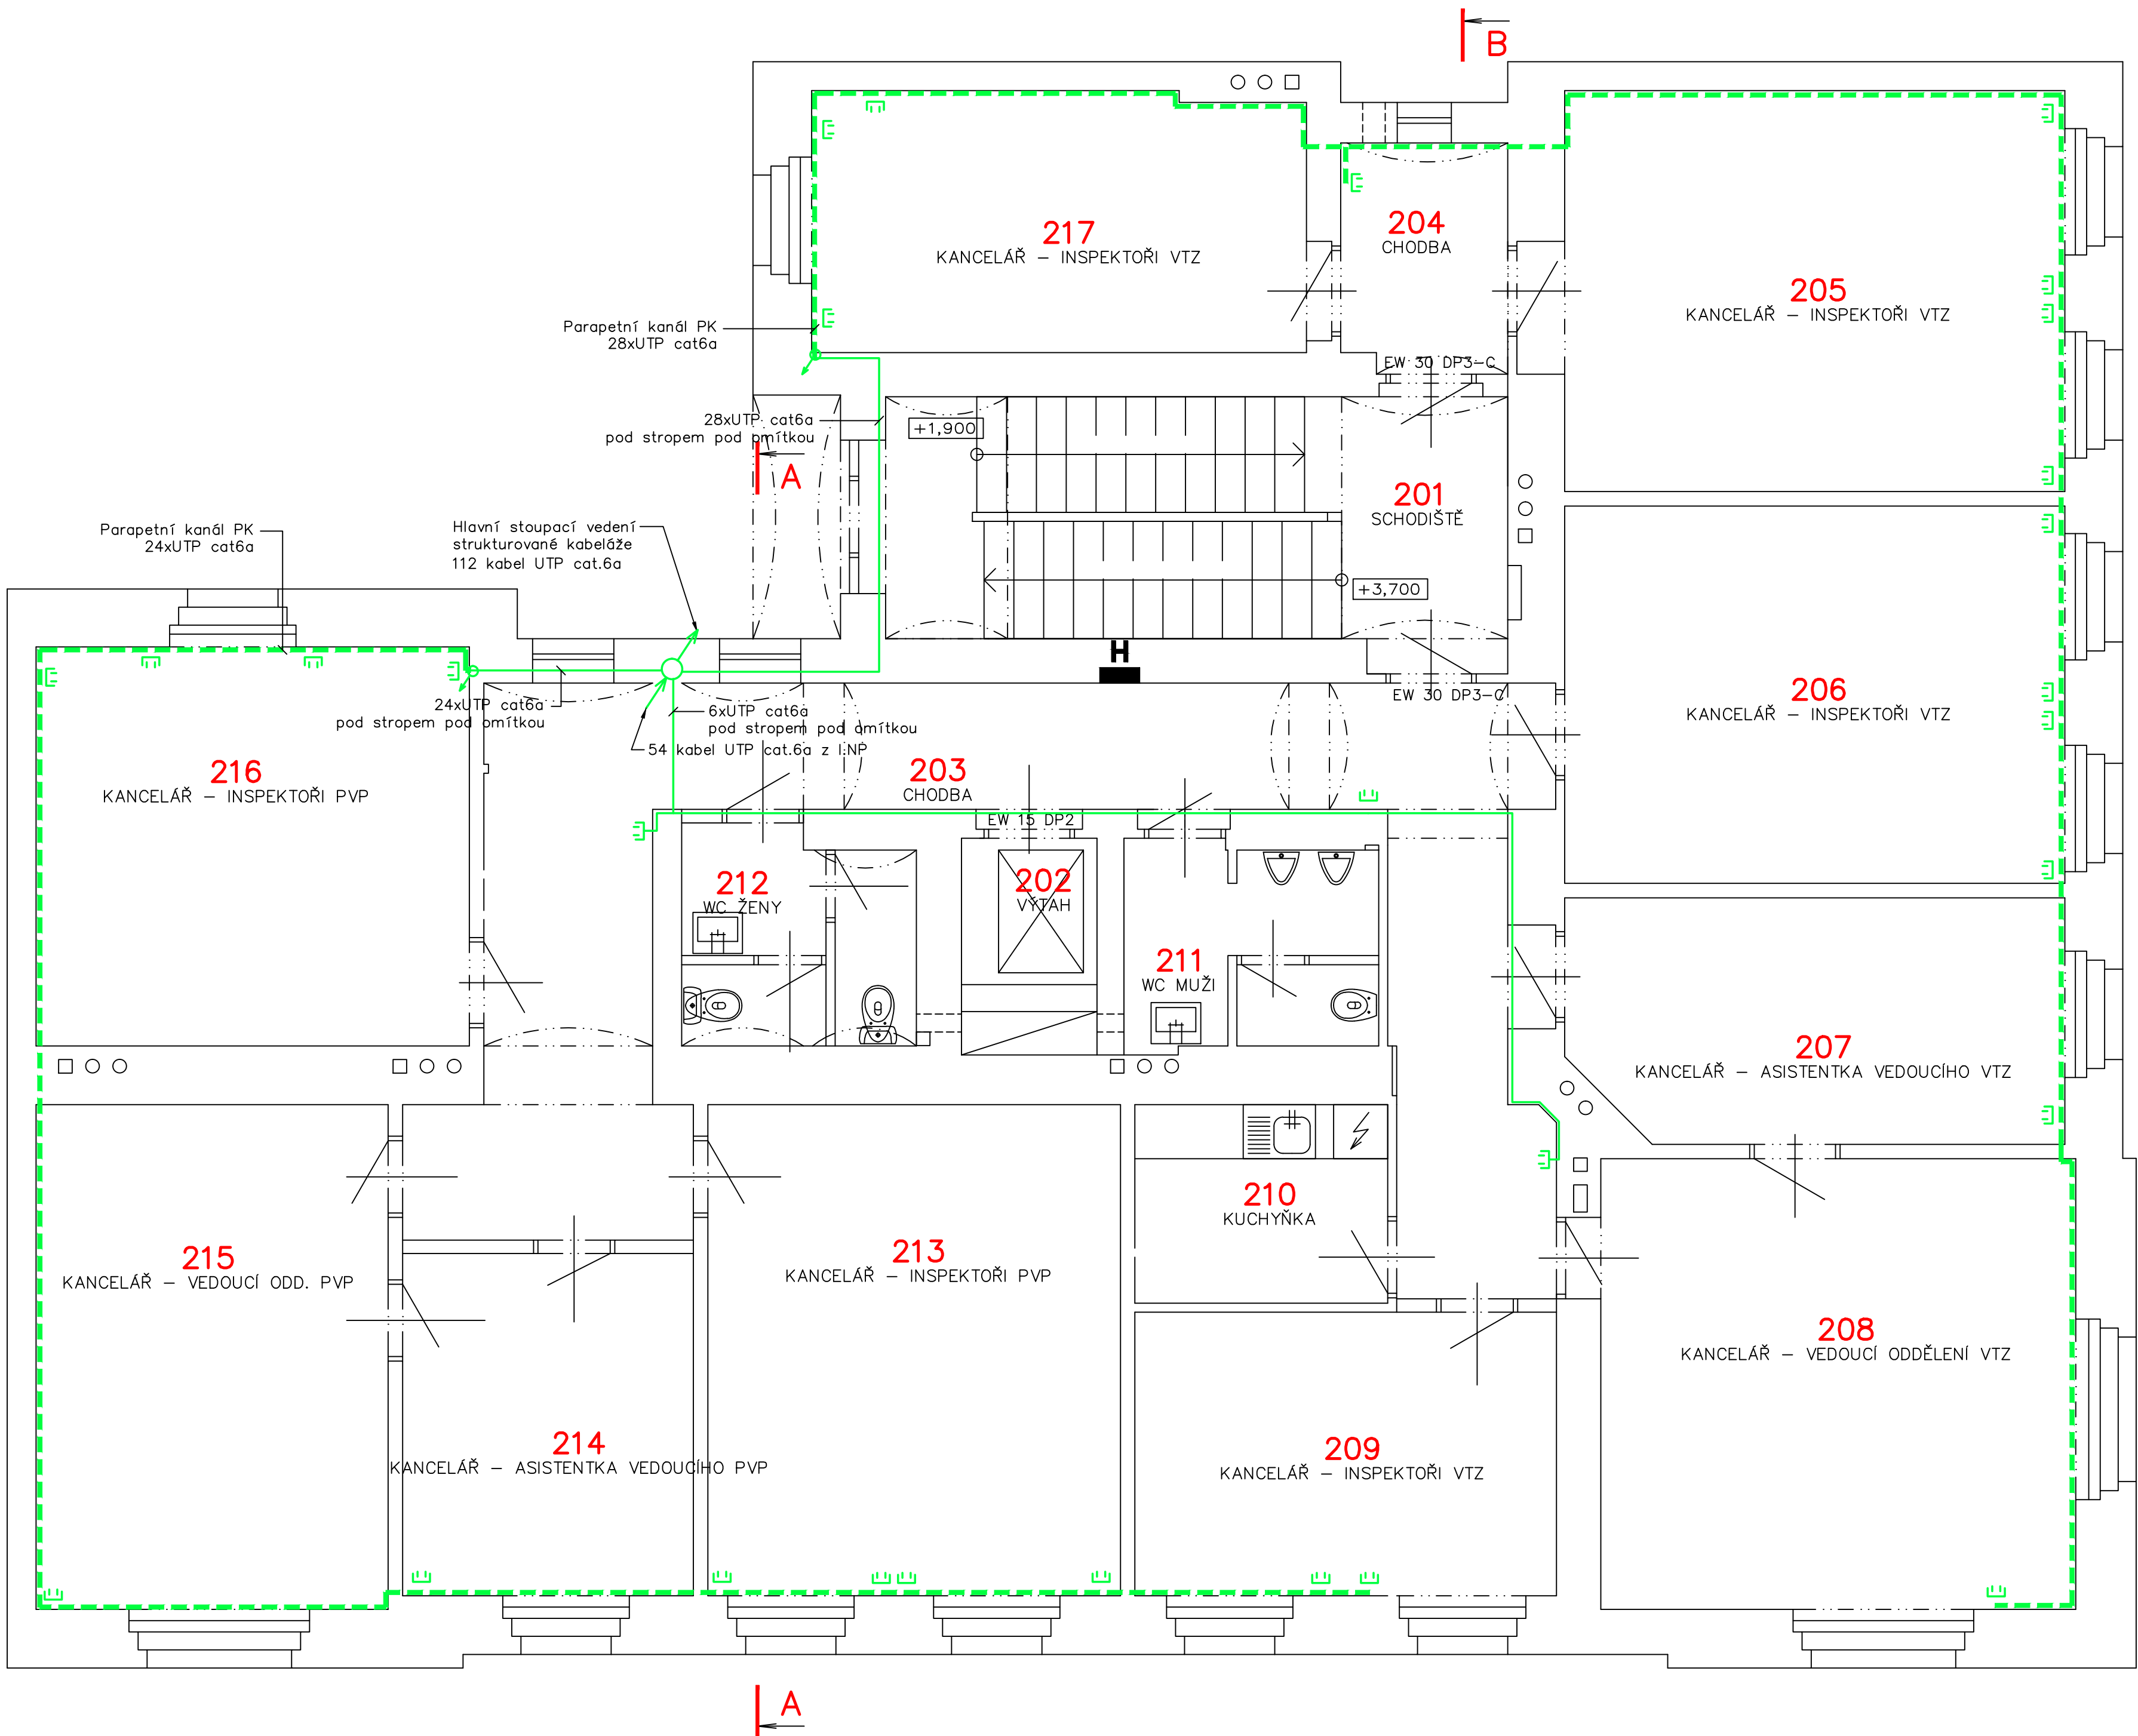 B
217
KANCELÁŘ – INSPEKTOŘI VTZ
204
CHODBA
205
KANCELÁŘ – INSPEKTOŘI VTZ
Parapetní kanál PK
28xUTP cat6a
EW 30 DP3-C
28xUTP cat6a
pod stropem pod omítkou
+1,900
A
201
SCHODIŠTĚ
Parapetní kanál PK
24xUTP cat6a
Hlavní stoupací vedení
strukturované kabeláže
112 kabel UTP cat.6a
+3,700
H
EW 30 DP3-C
24xUTP cat6a
pod stropem pod omítkou
6xUTP cat6a
pod stropem pod omítkou
54 kabel UTP cat.6a z I.NP
206
KANCELÁŘ – INSPEKTOŘI VTZ
216
KANCELÁŘ – INSPEKTOŘI PVP
203
CHODBA
EW 15 DP2
212
WC ŽENY
202
VÝTAH
211
WC MUŽI
207
KANCELÁŘ – ASISTENTKA VEDOUCÍHO VTZ
210
KUCHYŇKA
215
KANCELÁŘ – VEDOUCÍ ODD. PVP
213
KANCELÁŘ – INSPEKTOŘI PVP
208
KANCELÁŘ – VEDOUCÍ ODDĚLENÍ VTZ
214
KANCELÁŘ – ASISTENTKA VEDOUCÍHO PVP
209
KANCELÁŘ – INSPEKTOŘI VTZ
A